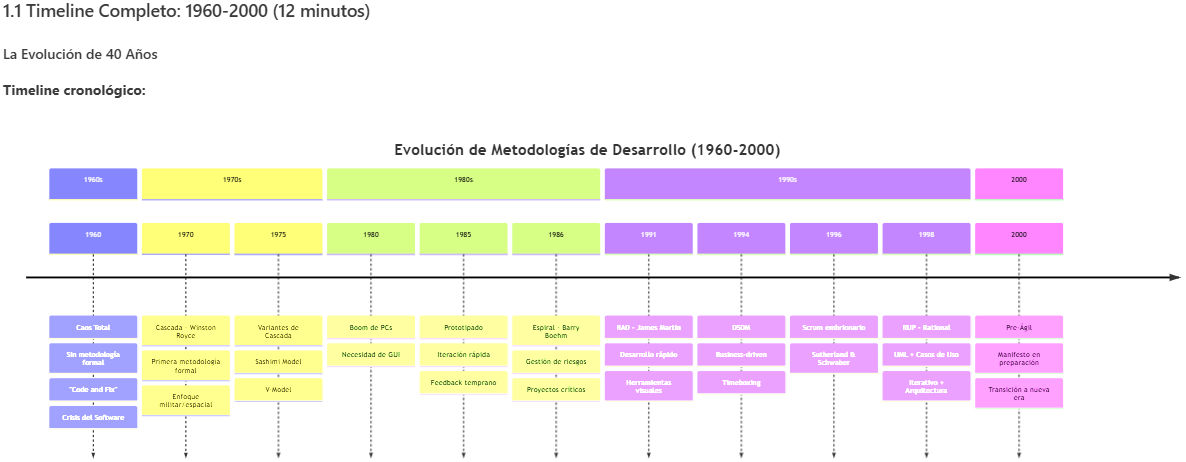 1.1 Timeline Completo: 1960-2000 (12 minutos)
La Evolución de 40 Años
Timeline cronológico:
Evolución de Metodologías de Desarrollo (1960-2000)
1960s
1970s
1980s
1990s
2000
1960
1970
1975
1980
1985
1986
1991
1994
1996
1998
2000
Caos Total
Sin metodología
formal
"Code and Fix"
Crisis del Software
Cascada - Winston
Royce
Primera metodología
formal
Enfoque
militar/espacial
Variantes de
Cascada
Sashimi Model
V-Model
Boom de PCs
Necesidad de GUI
Prototipado
Iteración rápida
Feedback temprano
Espiral - Barry
Boehm
Gestión de riesgos
Proyectos críticos
RAD - James Martin
Desarrollo rápido
Herramientas
visuales
DSDM
Business-driven
Timeboxing
Scrum embrionario
Sutherland &
Schwaber
RUP - Rational
UML + Casos de Uso
Iterativo +
Arquitectura
Pre-Ágil
Manifiesto en
preparación
Transición a nueva
era